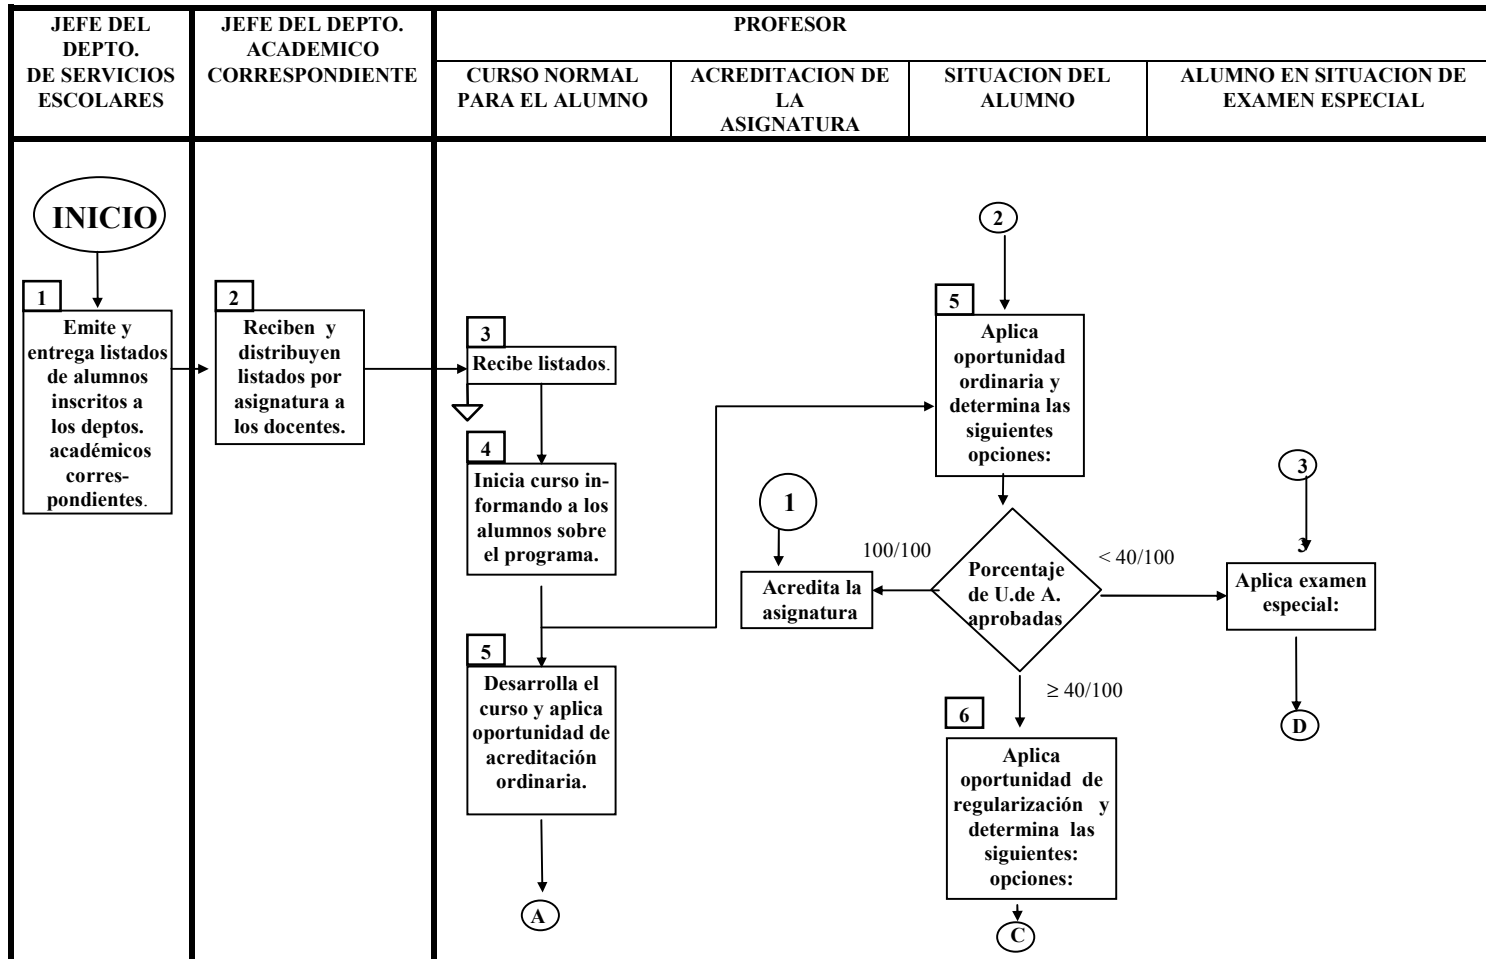 JEFE DEL
DEPTO.
DE SERVICIOS
ESCOLARES
JEFE DEL DEPTO.
ACADEMICO
CORRESPONDIENTE
PROFESOR
CURSO NORMAL
PARA EL ALUMNO
ACREDITACION DE
LA
ASIGNATURA
SITUACION DEL
ALUMNO
ALUMNO EN SITUACION DE
EXAMEN ESPECIAL
INICIO
1
Emite y
entrega listados
de alumnos
inscritos a
los deptos.
académicos
corres-
pondientes.
2
Reciben y
distribuyen
listados por
asignatura a
los docentes.
3
Recibe listados.
4
Inicia curso in-
formando a los
alumnos sobre
el programa.
5
Desarrolla el
curso y aplica
oportunidad de
acreditación
ordinaria.
A
1
Acredita la
asignatura
2
5
Aplica
oportunidad
ordinaria y
determina las
siguientes
opciones:
100/100
Porcentaje
de U.de A.
aprobadas
< 40/100
≥ 40/100
6
Aplica
oportunidad de
regularización y
determina las
siguientes:
opciones:
C
3
3
Aplica examen
especial:
D